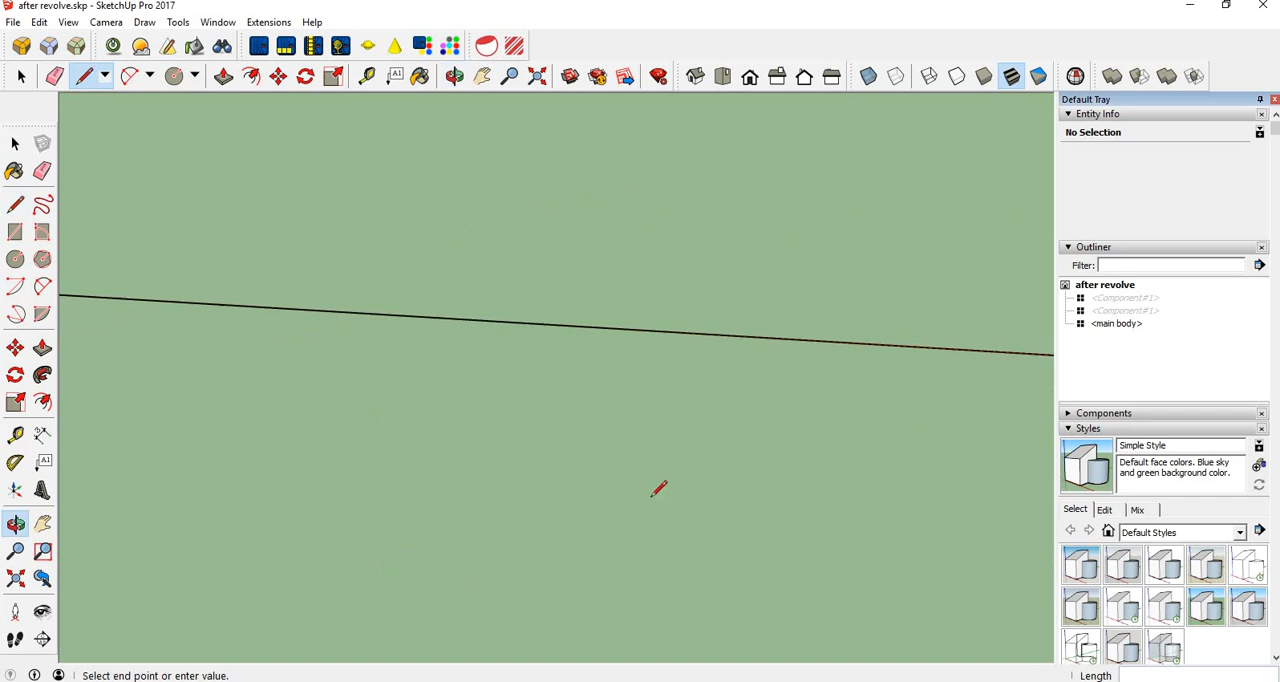 after revolve.skp - SketchUp Pro 2017
File Edit View Camera Draw Tools Window Extensions Help
Default Tray
Entity Info
No Selection
Outliner
Filter:
after revolve
<Component#1>
<Component#1>
<main body>
Components
Styles
Simple Style
Default face colors. Blue sky
and green background color.
Select Edit Mix
Default Styles
Select end point or enter value.
Length